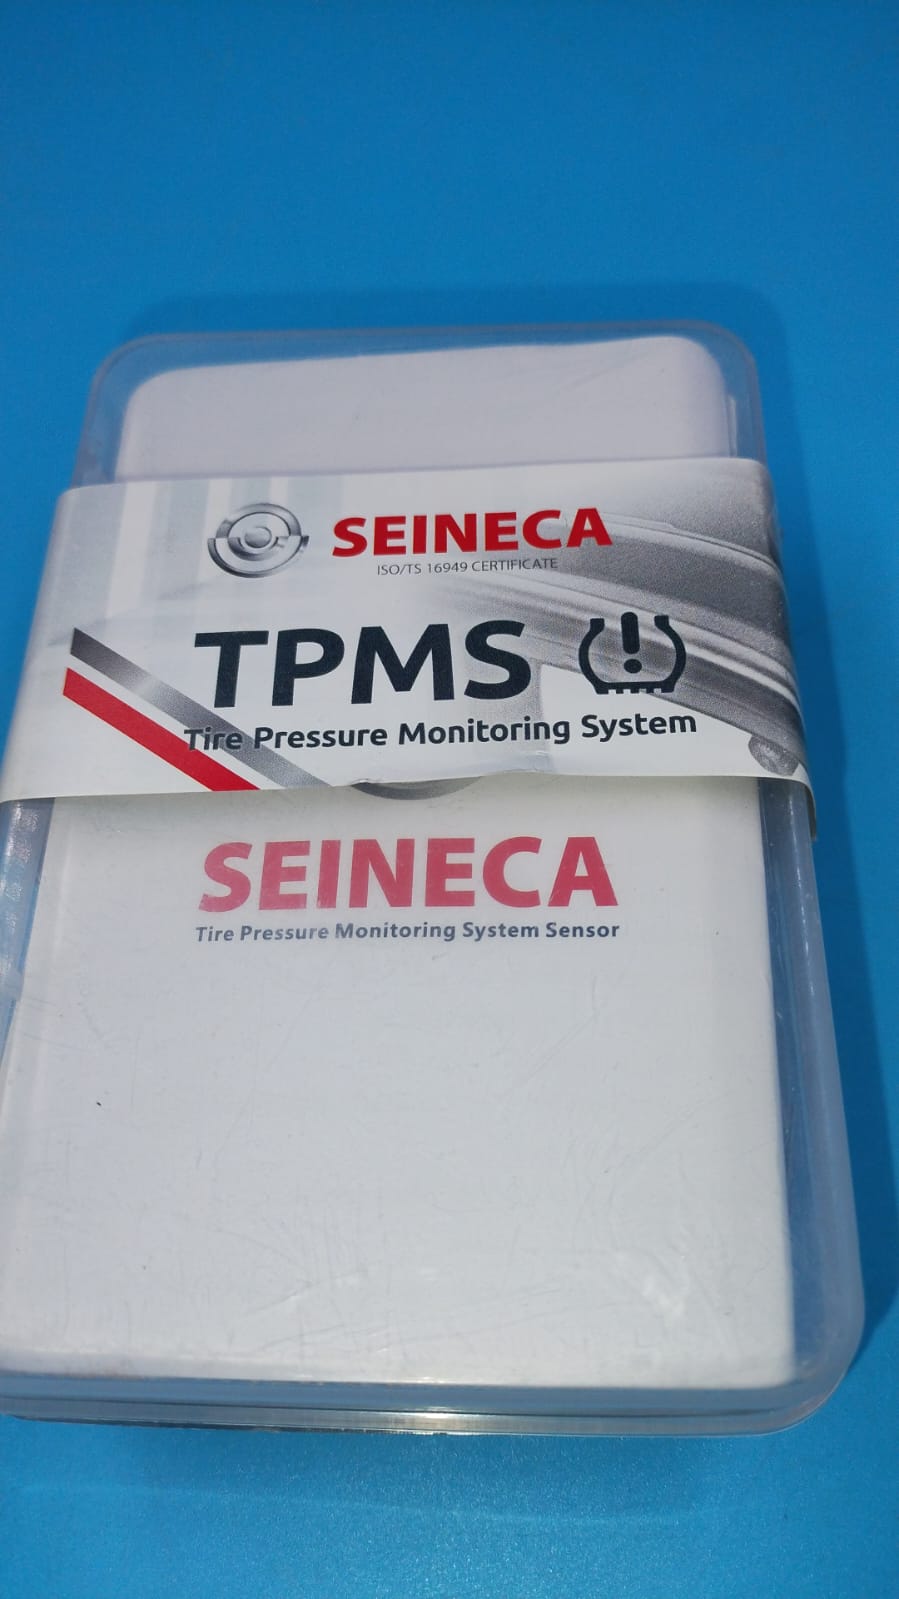 SEINECA
ISO/TS 16949 CERTIFICATE
TPMS
Tire Pressure Monitoring System
SEINECA
Tire Pressure Monitoring System Sensor